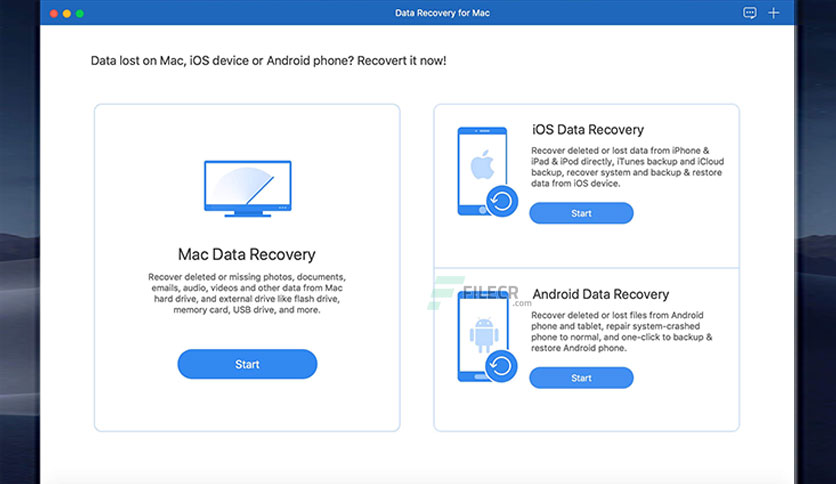 Data Recovery for Mac
Data lost on Mac, iOS device or Android phone? Recovert it now!
Mac Data Recovery
Recover deleted or missing photos, documents,
emails, audio, videos and other data from Mac
hard drive, and external drive like flash drive,
memory card, USB drive, and more.
Start
iOS Data Recovery
Recover deleted or lost data from iPhone &
iPad & iPod directly, iTunes backup and iCloud
backup, recover system and backup & restore
data from iOS device.
Start
FILECR
.com
Android Data Recovery
Recover deleted or lost files from Android
phone and tablet, repair system-crashed
phone to normal, and one-click to backup &
restore Android phone.
Start